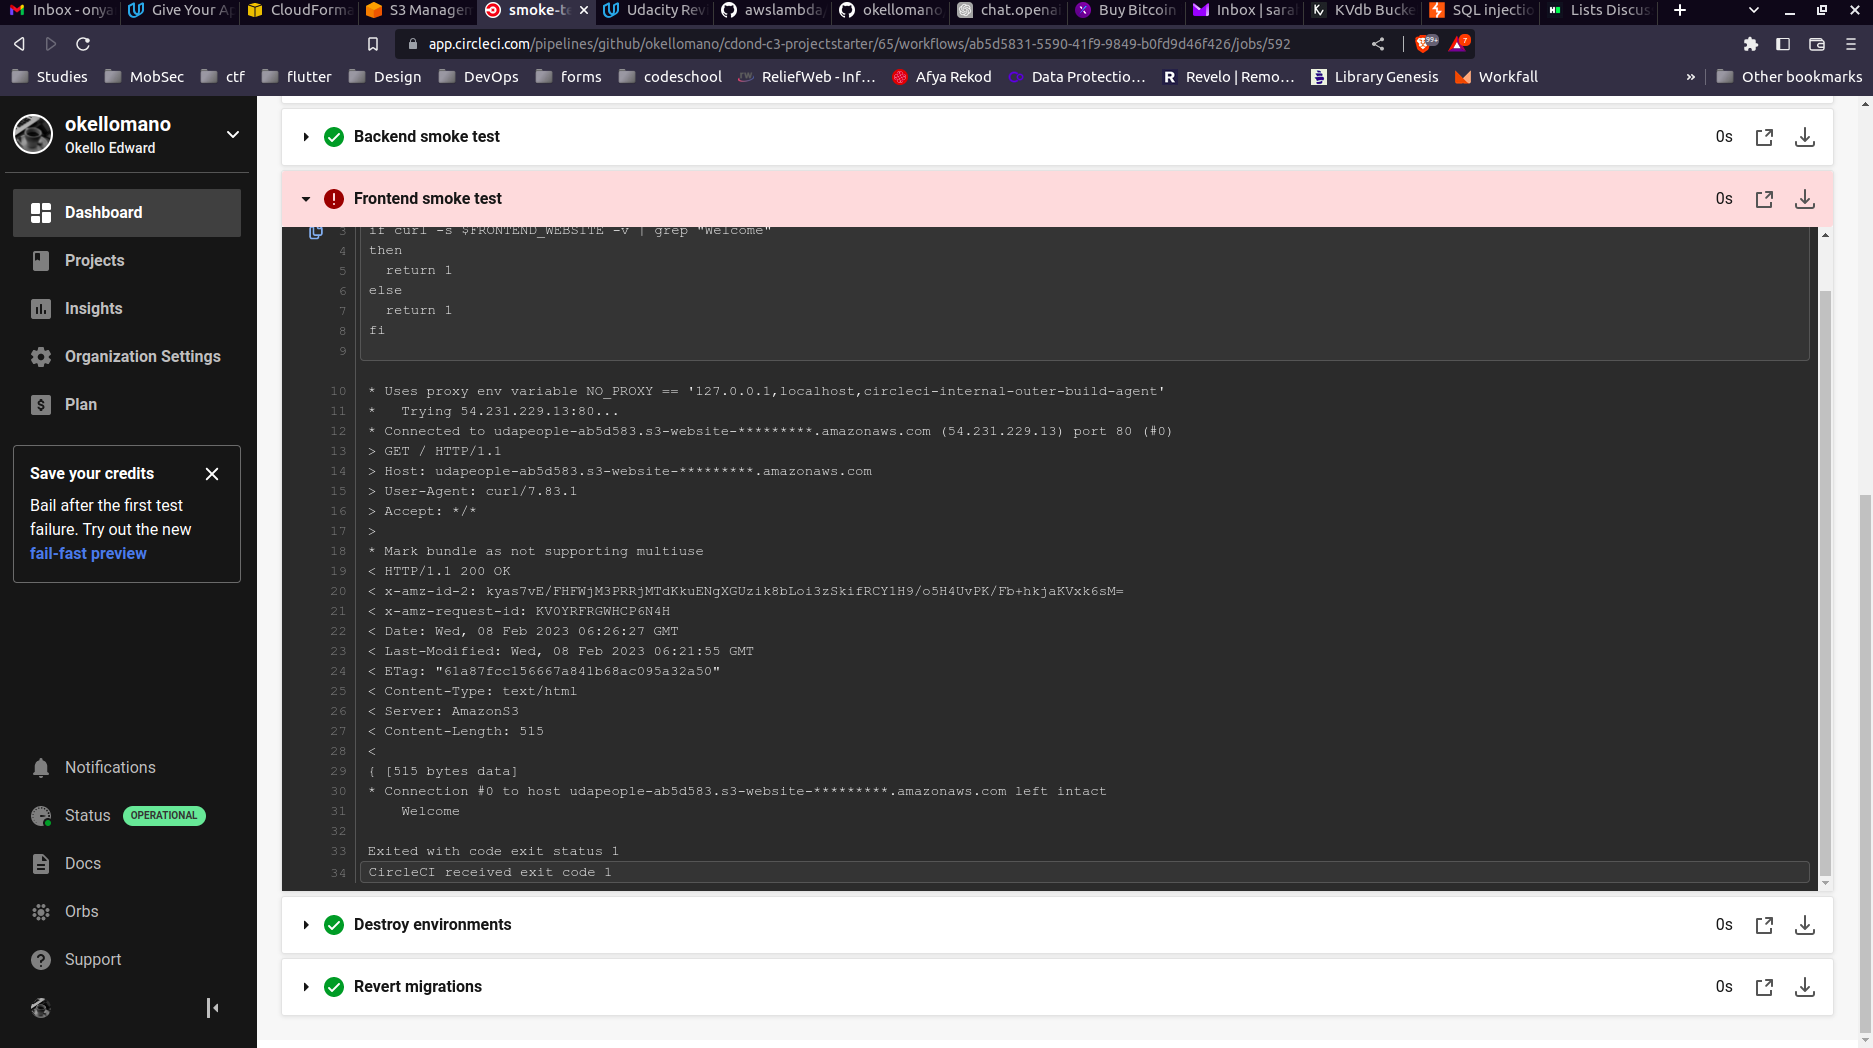 Inbox - onya
Give Your Ap
CloudForma
S3 Managem
smoke-te
Udacity Revi
awslambda
okellomano
chat.openai
Buy Bitcoin
Inbox | sara
KVdb Bucke
SQL injectio
Lists Discus
app.circleci.com/pipelines/github/okellomano/cdond-c3-projectstarter/65/workflows/ab5d5831-5590-41f9-9849-b0fd9d46f426/jobs/592
99+
7
Studies
MobSec
ctf
flutter
Design
DevOps
forms
codeschool
ReliefWeb - Inf...
Afya Rekod
Data Protectio...
Revelo | Remo...
Library Genesis
Workfall
»
Other bookmarks
okellomano
Okello Edward
Dashboard
Projects
Insights
Organization Settings
Plan
Save your credits
Bail after the first test
failure. Try out the new
fail-fast preview
Notifications
Status OPERATIONAL
Docs
Orbs
Support
Backend smoke test 0s
Frontend smoke test 0s
3 if curl -s $FRONTEND_WEBSITE -v | grep "Welcome"
4 then
5 return 1
6 else
7 return 1
8 fi
9
10 * Uses proxy env variable NO_PROXY == '127.0.0.1,localhost,circleci-internal-outer-build-agent'
11 * Trying 54.231.229.13:80...
12 * Connected to udapeople-ab5d583.s3-website-*********.amazonaws.com (54.231.229.13) port 80 (#0)
13 > GET / HTTP/1.1
14 > Host: udapeople-ab5d583.s3-website-*********.amazonaws.com
15 > User-Agent: curl/7.83.1
16 > Accept: */*
17 >
18 * Mark bundle as not supporting multiuse
19 < HTTP/1.1 200 OK
20 < x-amz-id-2: kyas7vE/FHFWjM3PRRjMTdKkuENgXGUzik8bLoi3zSkifRCY1H9/o5H4UvPK/Fb+hkjaKVxk6sM=
21 < x-amz-request-id: KV0YRFRGWHCP6N4H
22 < Date: Wed, 08 Feb 2023 06:26:27 GMT
23 < Last-Modified: Wed, 08 Feb 2023 06:21:55 GMT
24 < ETag: "61a87fcc156667a841b68ac095a32a50"
25 < Content-Type: text/html
26 < Server: AmazonS3
27 < Content-Length: 515
28 <
29 { [515 bytes data]
30 * Connection #0 to host udapeople-ab5d583.s3-website-*********.amazonaws.com left intact
31 Welcome
32
33 Exited with code exit status 1
34 CircleCI received exit code 1
Destroy environments 0s
Revert migrations 0s